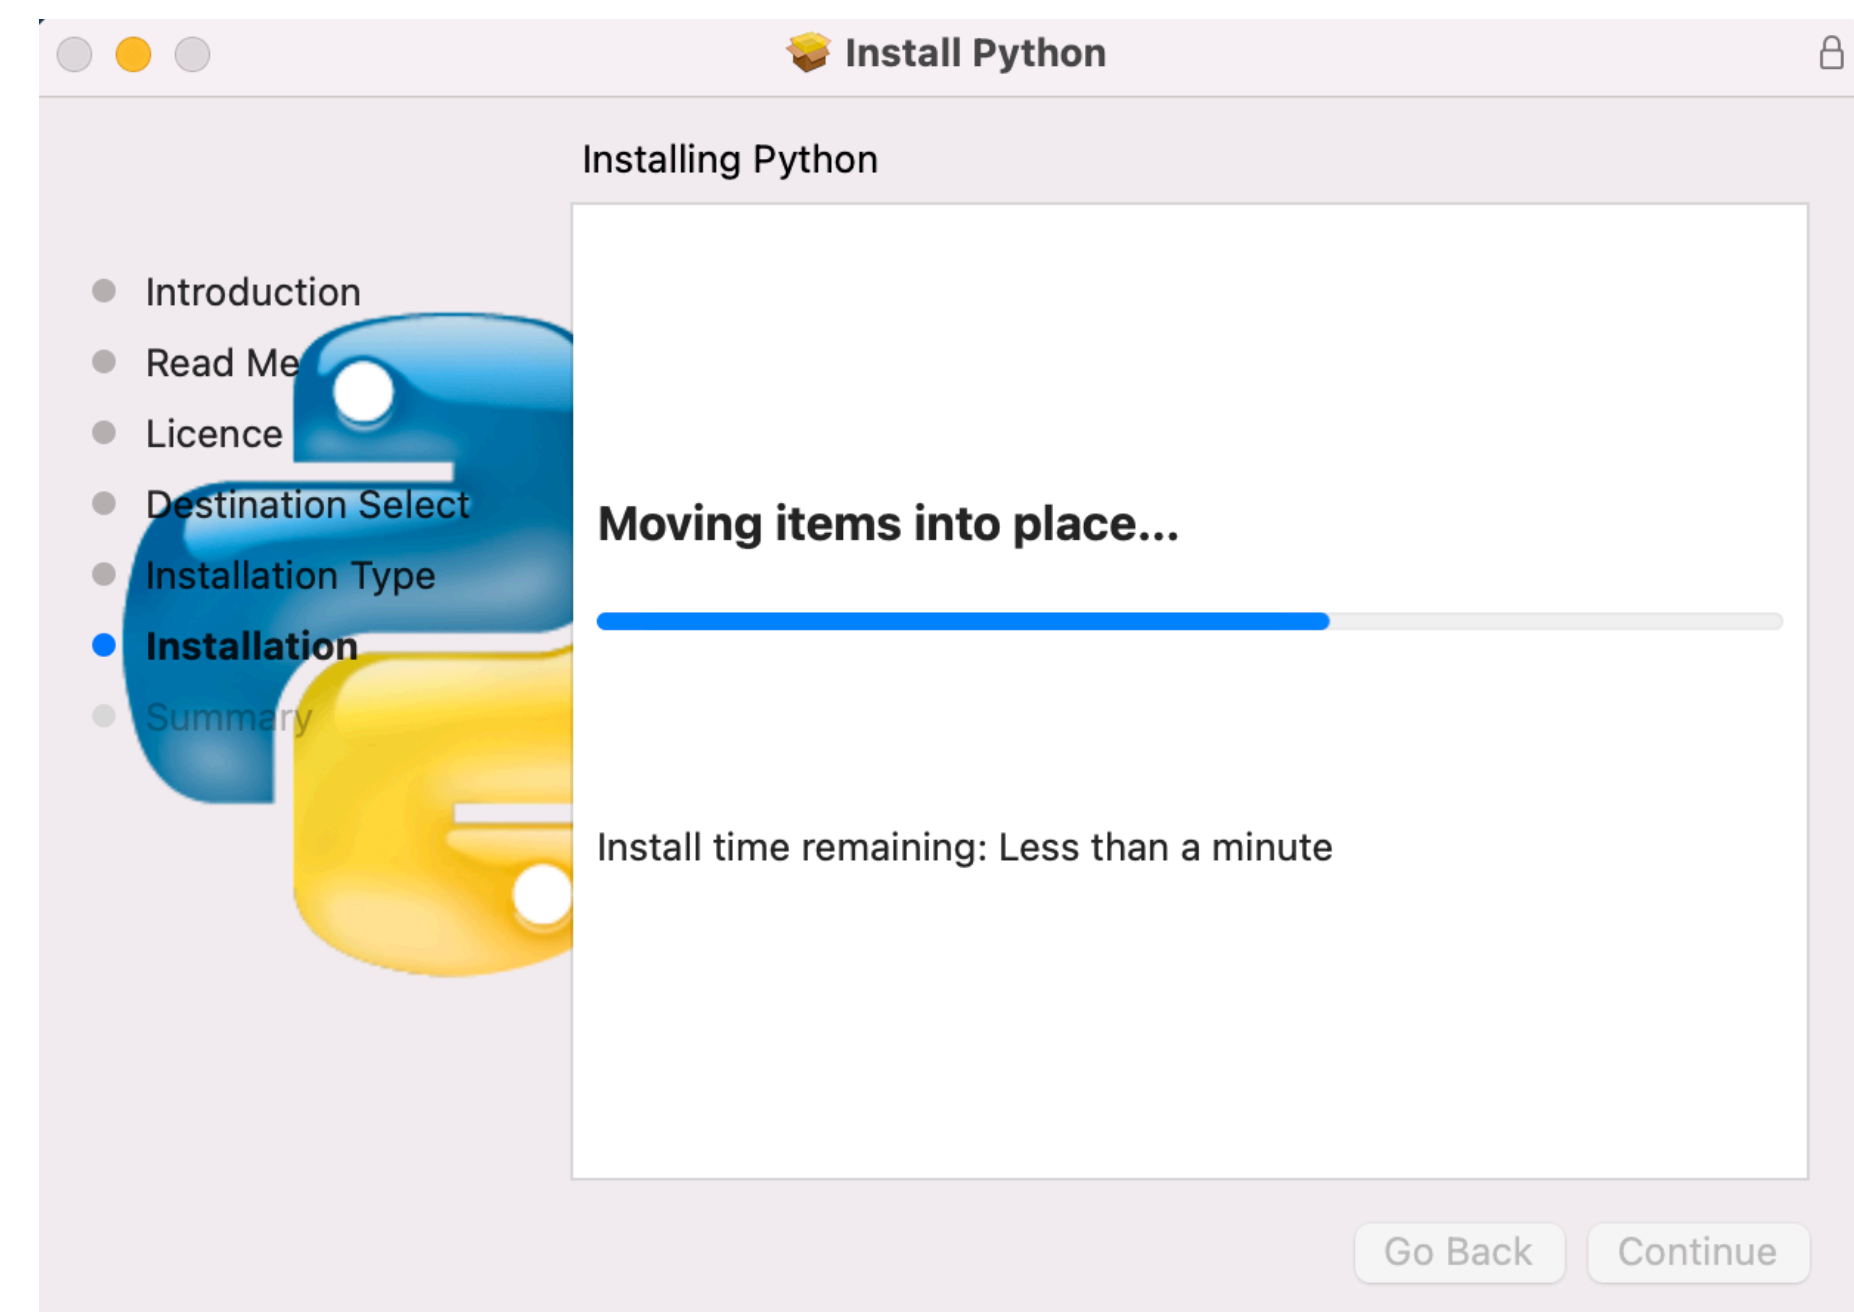 Install Python
Installing Python
Introduction
Read Me
Licence
Destination Select
Installation Type
Installation
Summary
Moving items into place...
Install time remaining: Less than a minute
Go Back
Continue